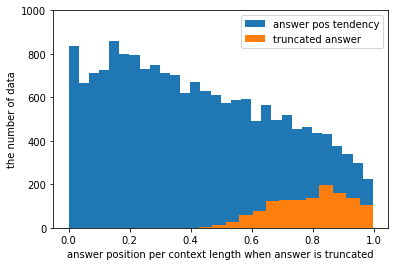 1000
800
600
400
200
0
the number of data
answer pos tendency
truncated answer
0.0 0.2 0.4 0.6 0.8 1.0
answer position per context length when answer is truncated